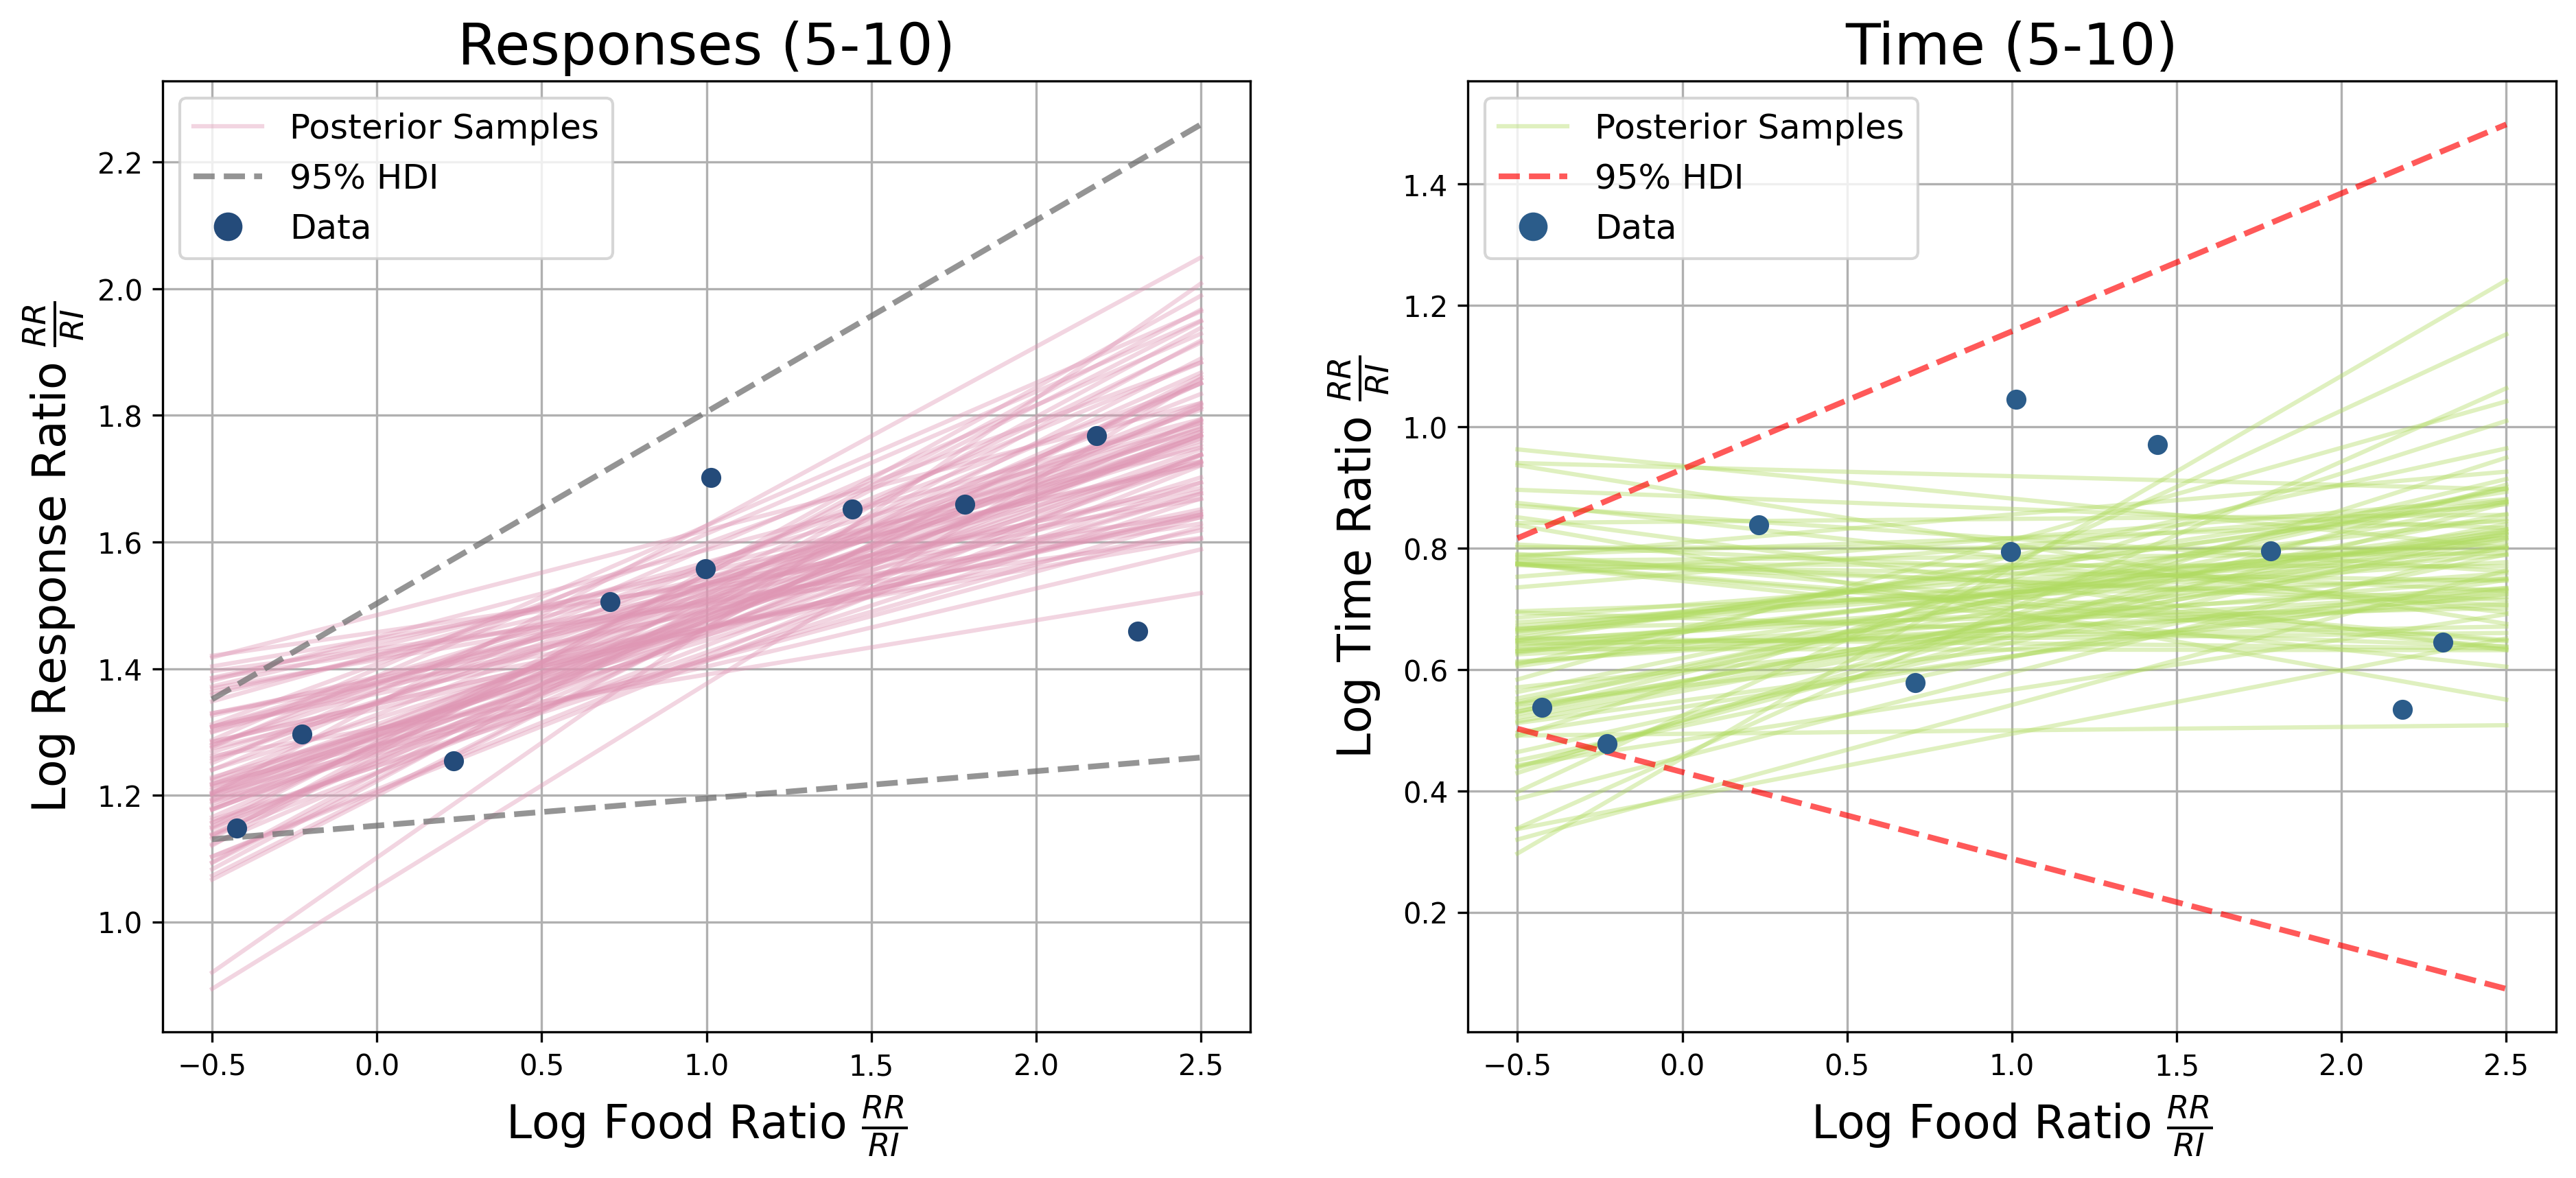 Responses (5-10)
Posterior Samples
95% HDI
Data
2.2
2.0
1.8
1.6
1.4
1.2
1.0
Log Response Ratio RR/RI
−0.5 0.0 0.5 1.0 1.5 2.0 2.5
Log Food Ratio RR/RI
Time (5-10)
Posterior Samples
95% HDI
Data
1.4
1.2
1.0
0.8
0.6
0.4
0.2
Log Time Ratio RR/RI
−0.5 0.0 0.5 1.0 1.5 2.0 2.5
Log Food Ratio RR/RI